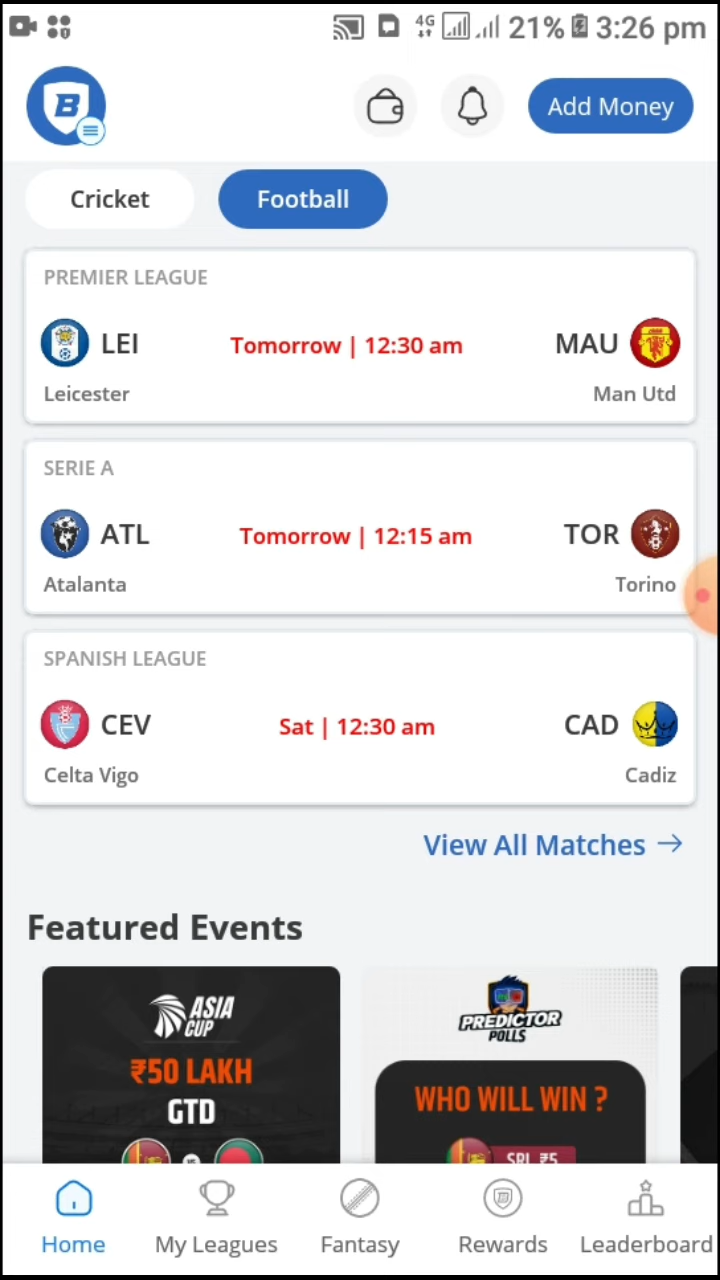 4G 21% 3:26 pm
B
Add Money
Cricket Football
PREMIER LEAGUE
LEI Tomorrow | 12:30 am MAU
Leicester Man Utd
SERIE A
ATL Tomorrow | 12:15 am TOR
Atalanta Torino
SPANISH LEAGUE
CEV Sat | 12:30 am CAD
Celta Vigo Cadiz
View All Matches →
Featured Events
ASIA
CUP
₹50 LAKH
GTD
PREDICTOR
POLLS
WHO WILL WIN ?
SRL ₹5
Home My Leagues Fantasy Rewards Leaderboard